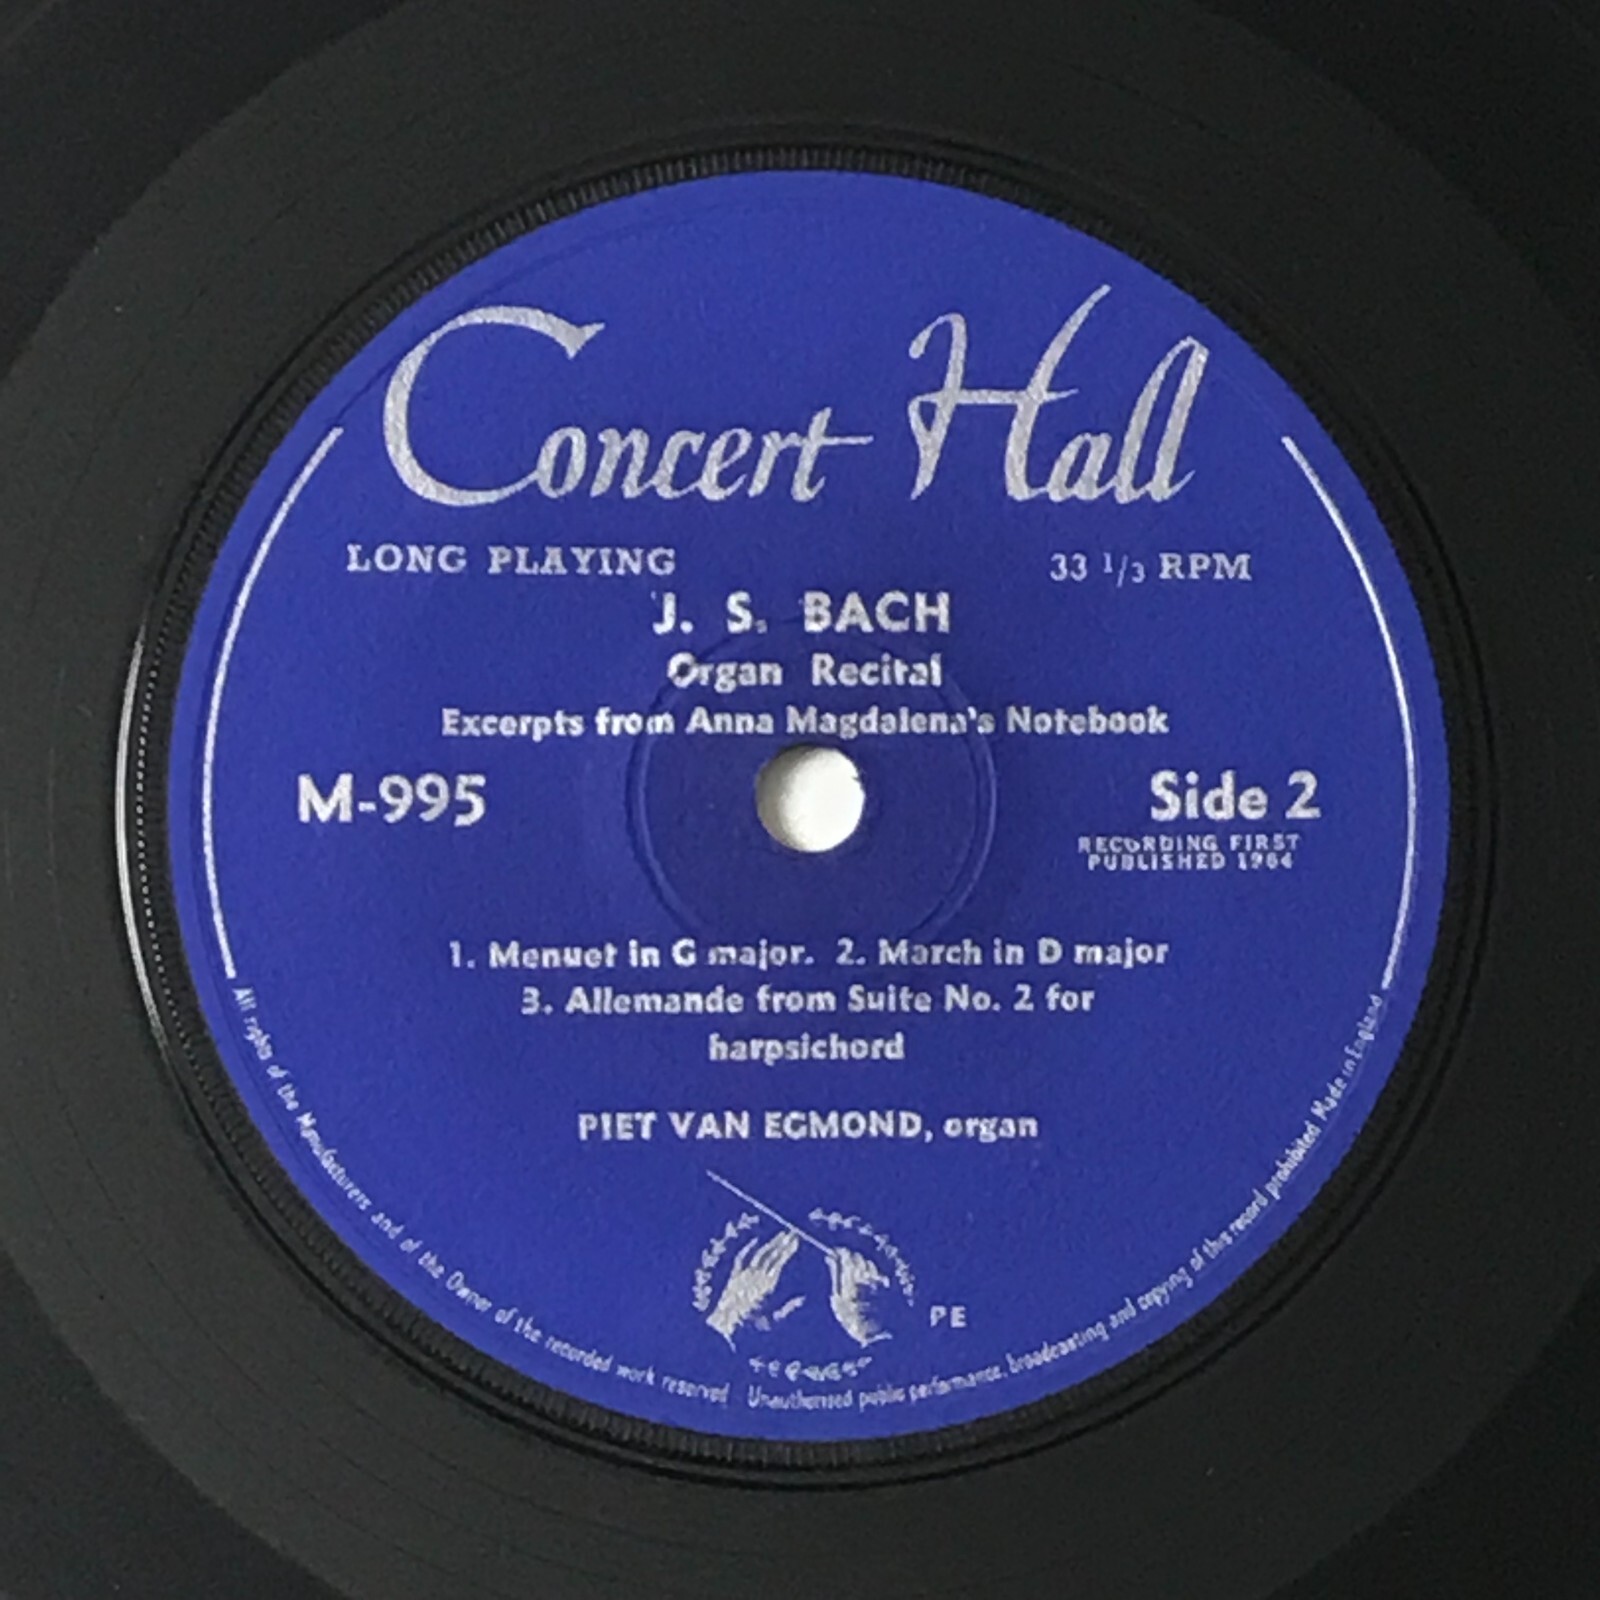 Concert Hall
LONG PLAYING
33 1/3 RPM
J. S. BACH
Organ Recital
Excerpts from Anna Magdalena's Notebook
M-995
Side 2
RECORDING FIRST
PUBLISHED 1964
1. Menuet in G major. 2. March in D major
3. Allemande from Suite No. 2 for
harpsichord
PIET VAN EGMOND, organ
PE
All rights of the Manufacturers and of the Owner of the recorded work reserved Unauthorised public performance, broadcasting and copying of this record prohibited Made in England